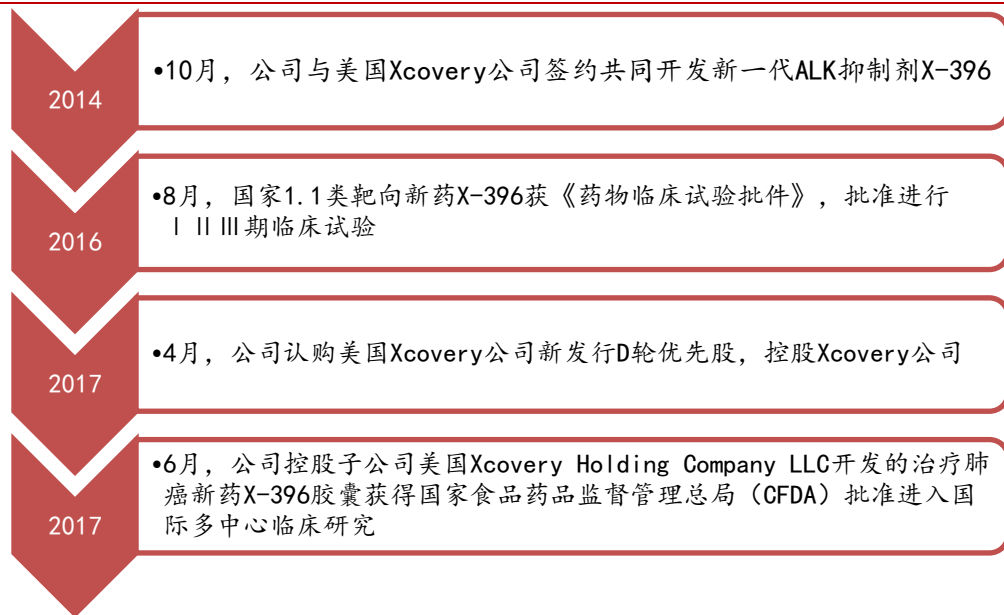 2014
•10月，公司与美国Xcovery公司签约共同开发新一代ALK抑制剂X-396
2016
•8月，国家1.1类靶向新药X-396获《药物临床试验批件》，批准进行
ⅠⅡⅢ期临床试验
2017
•4月，公司认购美国Xcovery公司新发行D轮优先股，控股Xcovery公司
2017
•6月，公司控股子公司美国Xcovery Holding Company LLC开发的治疗肺
癌新药X-396胶囊获得国家食品药品监督管理总局（CFDA）批准进入国
际多中心临床研究